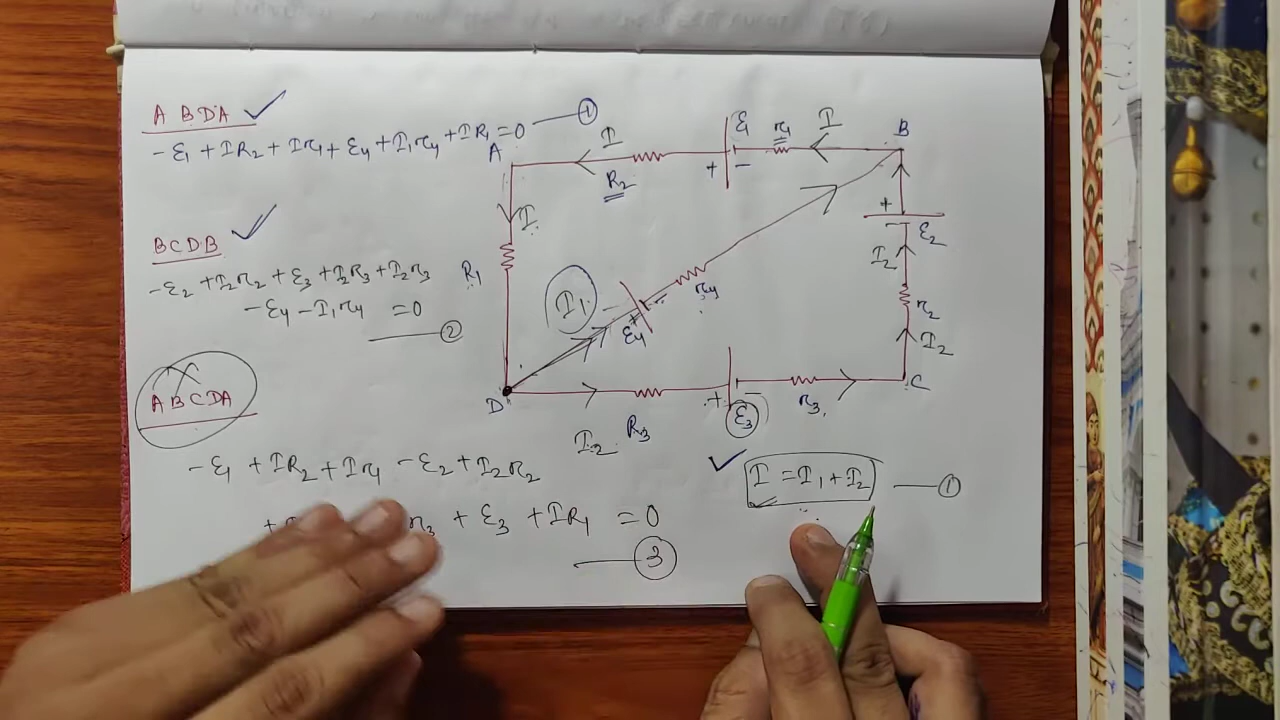 A B D A ✓
-ε₁ + IR₂ + Ir₁ + ε₄ + I₁r₄ + IR₁ = 0 —— ①
BCDB ✓
-ε₂ + I₂r₂ + ε₃ + I₂R₃ + I₂r₃
-ε₄ - I₁r₄ = 0
—— ②
ABCDA
-ε₁ + IR₂ + Ir₁ - ε₂ + I₂r₂
r₃ + ε₃ + IR₁ = 0
—— ③
A
I
R₂
ε₁
+ -
r₁
I
B
I
R₁
I₁
ε₄
+ -
r₄
+
-
ε₂
I₂
r₂
I₂
C
D
I₂
R₃
+ -
ε₃
r₃
✓ I = I₁ + I₂ —— ①